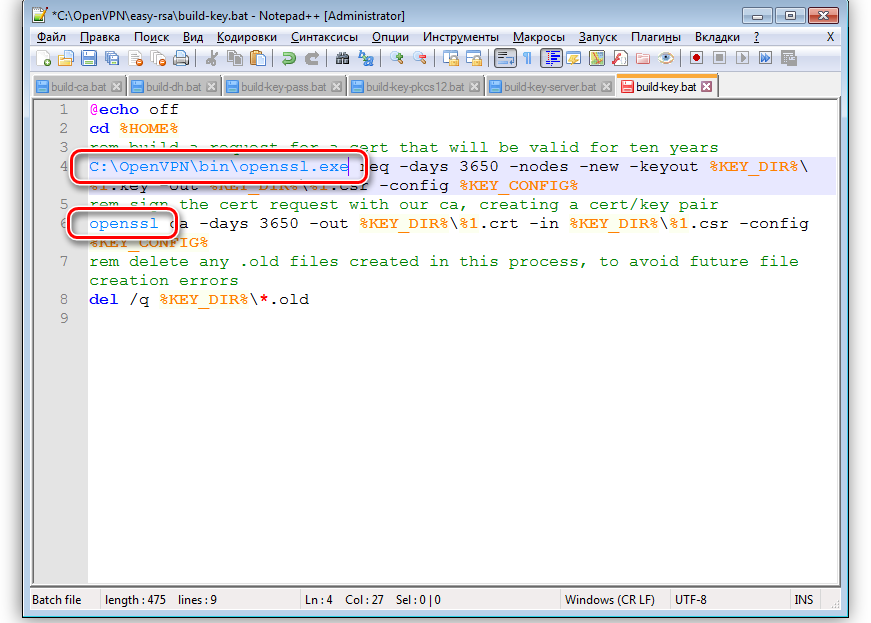 *C:\OpenVPN\easy-rsa\build-key.bat - Notepad++ [Administrator]
Файл Правка Поиск Вид Кодировки Синтаксисы Опции Инструменты Макросы Запуск Плагины Вкладки ? X
build-ca.bat build-dh.bat build-key-pass.bat build-key-pkcs12.bat build-key-server.bat build-key.bat
1 @echo off
2 cd %HOME%
3 rem build a request for a cert that will be valid for ten years
4 C:\OpenVPN\bin\openssl.exe req -days 3650 -nodes -new -keyout %KEY_DIR%\
%1.key -out %KEY_DIR%\%1.csr -config %KEY_CONFIG%
5 rem sign the cert request with our ca, creating a cert/key pair
6 openssl ca -days 3650 -out %KEY_DIR%\%1.crt -in %KEY_DIR%\%1.csr -config
%KEY_CONFIG%
7 rem delete any .old files created in this process, to avoid future file
creation errors
8 del /q %KEY_DIR%\*.old
9
Batch file length : 475 lines : 9 Ln : 4 Col : 27 Sel : 0 | 0 Windows (CR LF) UTF-8 INS